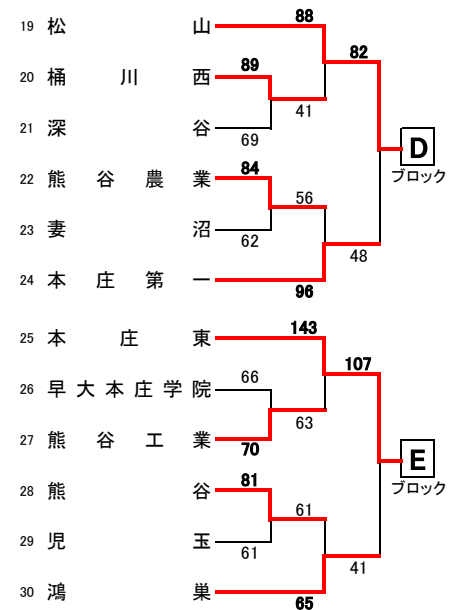 88
19 松山
82
20 桶川西 89
41
21 深谷 69
D
ブロック
22 熊谷農業 84
56
23 妻沼 62
48
24 本庄第一
96
25 本庄東 143
107
26 早大本庄学院 66
63
27 熊谷工業 70
E
ブロック
28 熊谷 81
61
29 児玉 61
41
30 鴻巣
65